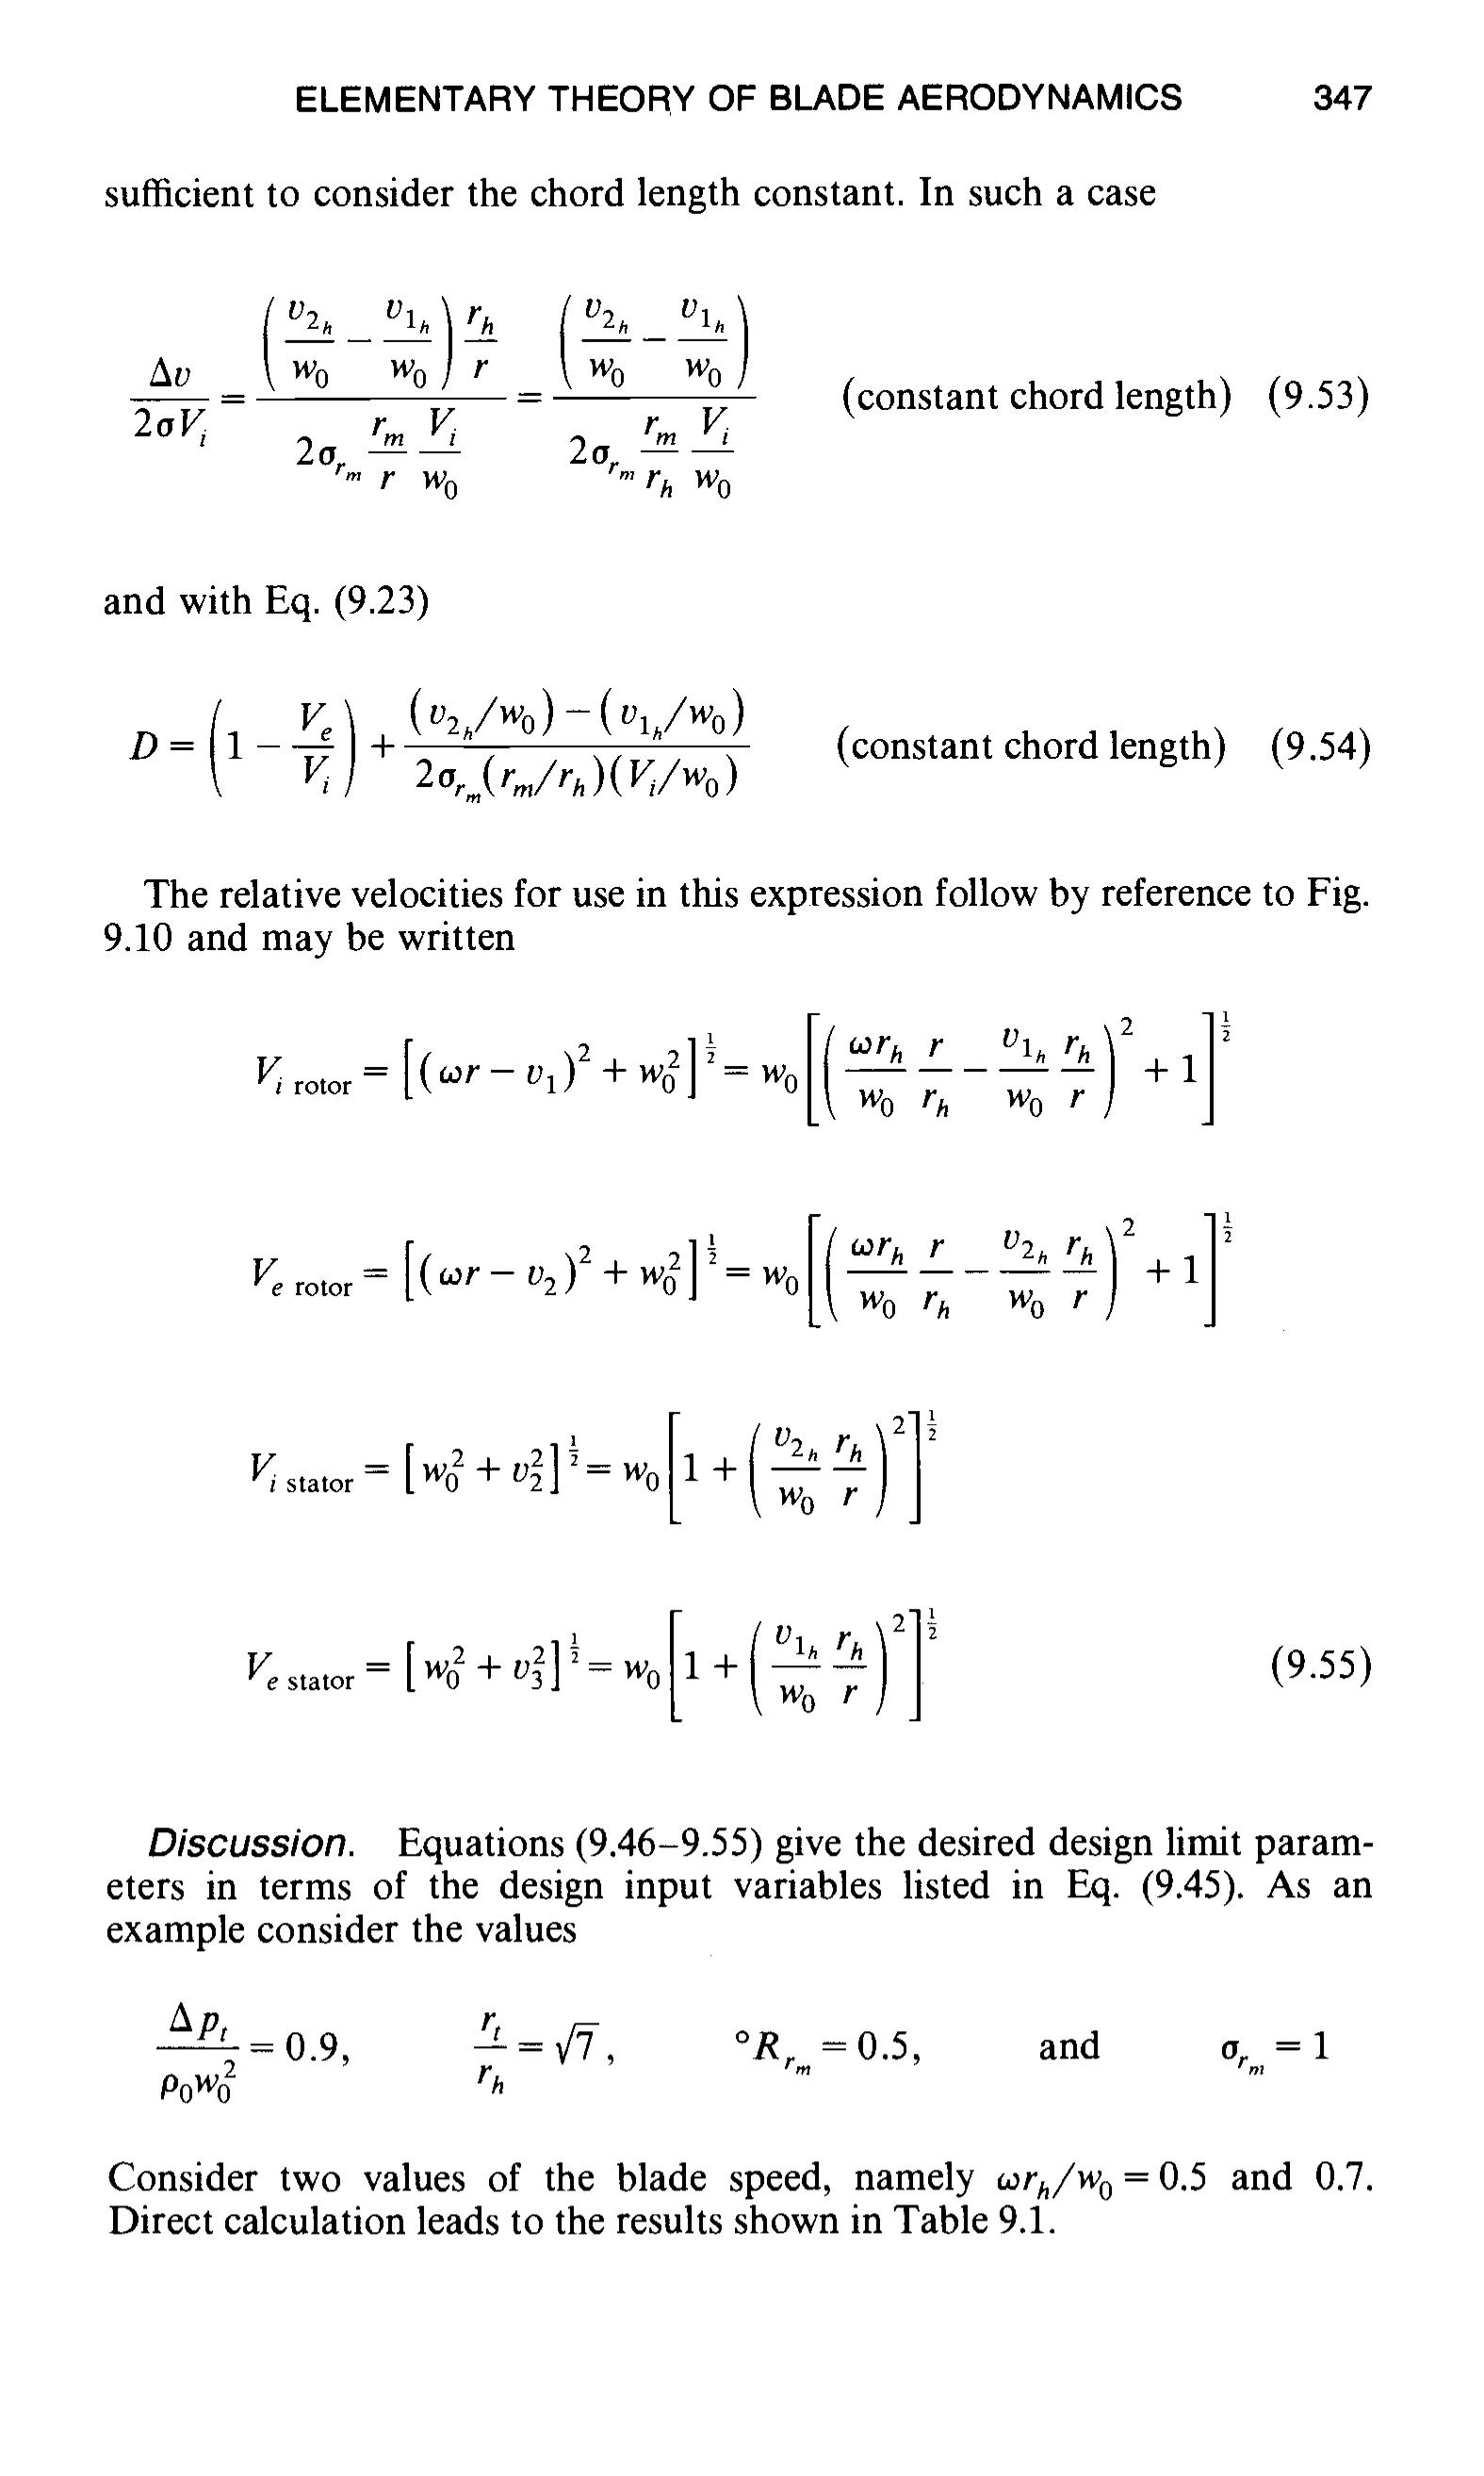 ELEMENTARY THEORY OF BLADE AERODYNAMICS 347
sufficient to consider the chord length constant. In such a case
$\frac{\Delta v}{2\sigma V_i} = \frac{\left(\frac{v_{2_h}}{w_0} - \frac{v_{1_h}}{w_0}\right)\frac{r_h}{r}}{2\sigma_{r_m}\frac{r_m}{r}\frac{V_i}{w_0}} = \frac{\left(\frac{v_{2_h}}{w_0} - \frac{v_{1_h}}{w_0}\right)}{2\sigma_{r_m}\frac{r_m}{r_h}\frac{V_i}{w_0}}$ (constant chord length) (9.53)
and with Eq. (9.23)
$D = \left(1 - \frac{V_e}{V_i}\right) + \frac{(v_{2_h}/w_0) - (v_{1_h}/w_0)}{2\sigma_{r_m}(r_m/r_h)(V_i/w_0)}$ (constant chord length) (9.54)
The relative velocities for use in this expression follow by reference to Fig.
9.10 and may be written
$V_{i\text{ rotor}} = [(\omega r - v_1)^2 + w_0^2]^{\frac{1}{2}} = w_0\left[\left(\frac{\omega r_h}{w_0}\frac{r}{r_h} - \frac{v_{1_h}}{w_0}\frac{r_h}{r}\right)^2 + 1\right]^{\frac{1}{2}}$
$V_{e\text{ rotor}} = [(\omega r - v_2)^2 + w_0^2]^{\frac{1}{2}} = w_0\left[\left(\frac{\omega r_h}{w_0}\frac{r}{r_h} - \frac{v_{2_h}}{w_0}\frac{r_h}{r}\right)^2 + 1\right]^{\frac{1}{2}}$
$V_{i\text{ stator}} = [w_0^2 + v_2^2]^{\frac{1}{2}} = w_0\left[1 + \left(\frac{v_{2_h}}{w_0}\frac{r_h}{r}\right)^2\right]^{\frac{1}{2}}$
$V_{e\text{ stator}} = [w_0^2 + v_3^2]^{\frac{1}{2}} = w_0\left[1 + \left(\frac{v_{1_h}}{w_0}\frac{r_h}{r}\right)^2\right]^{\frac{1}{2}}$ (9.55)
Discussion. Equations (9.46–9.55) give the desired design limit param-
eters in terms of the design input variables listed in Eq. (9.45). As an
example consider the values
$\frac{\Delta p_t}{\rho_0 w_0^2} = 0.9, \quad \frac{r_t}{r_h} = \sqrt{7}, \quad {}^\circ R_{r_m} = 0.5, \quad \text{and} \quad \sigma_{r_m} = 1$
Consider two values of the blade speed, namely $\omega r_h/w_0 = 0.5$ and 0.7.
Direct calculation leads to the results shown in Table 9.1.